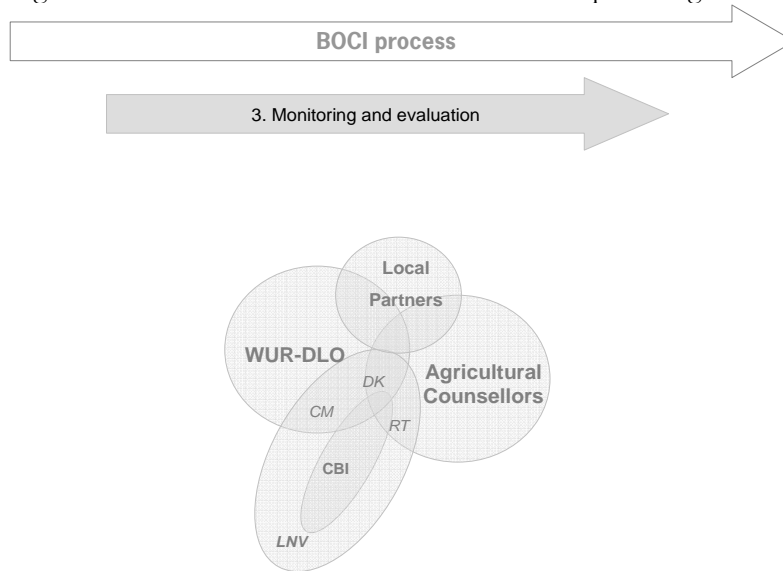 BOCI process
3. Monitoring and evaluation
Local
Partners
WUR-DLO
Agricultural
Counsellors
DK
CM
RT
CBI
LNV